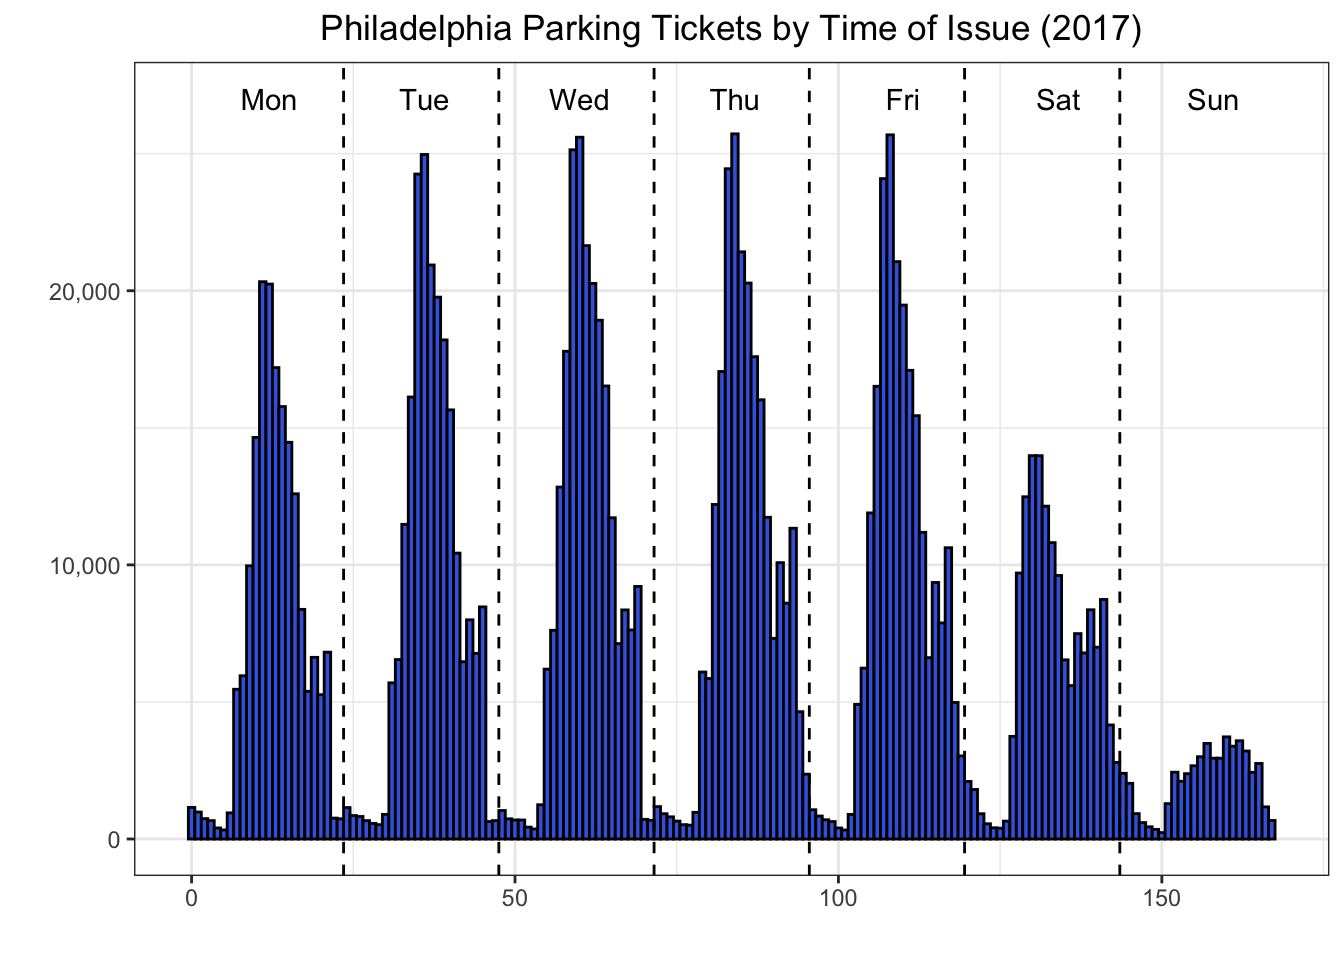 Philadelphia Parking Tickets by Time of Issue (2017)
Mon Tue Wed Thu Fri Sat Sun
20,000
10,000
0
0 50 100 150